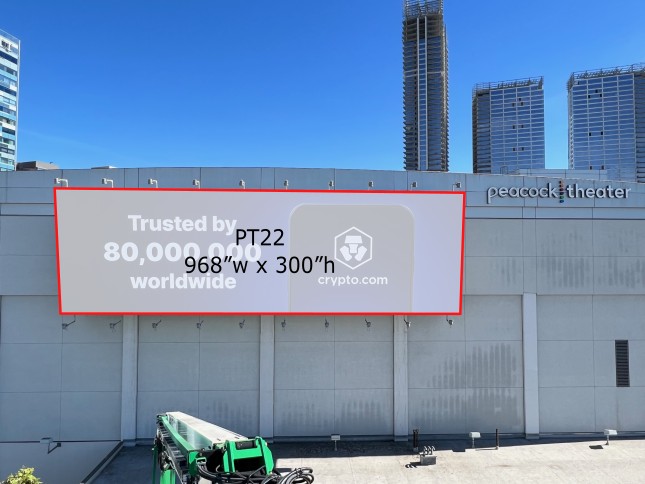 peacock theater
Trusted by
80,000,000
worldwide
PT22
968"w x 300"h
crypto.com